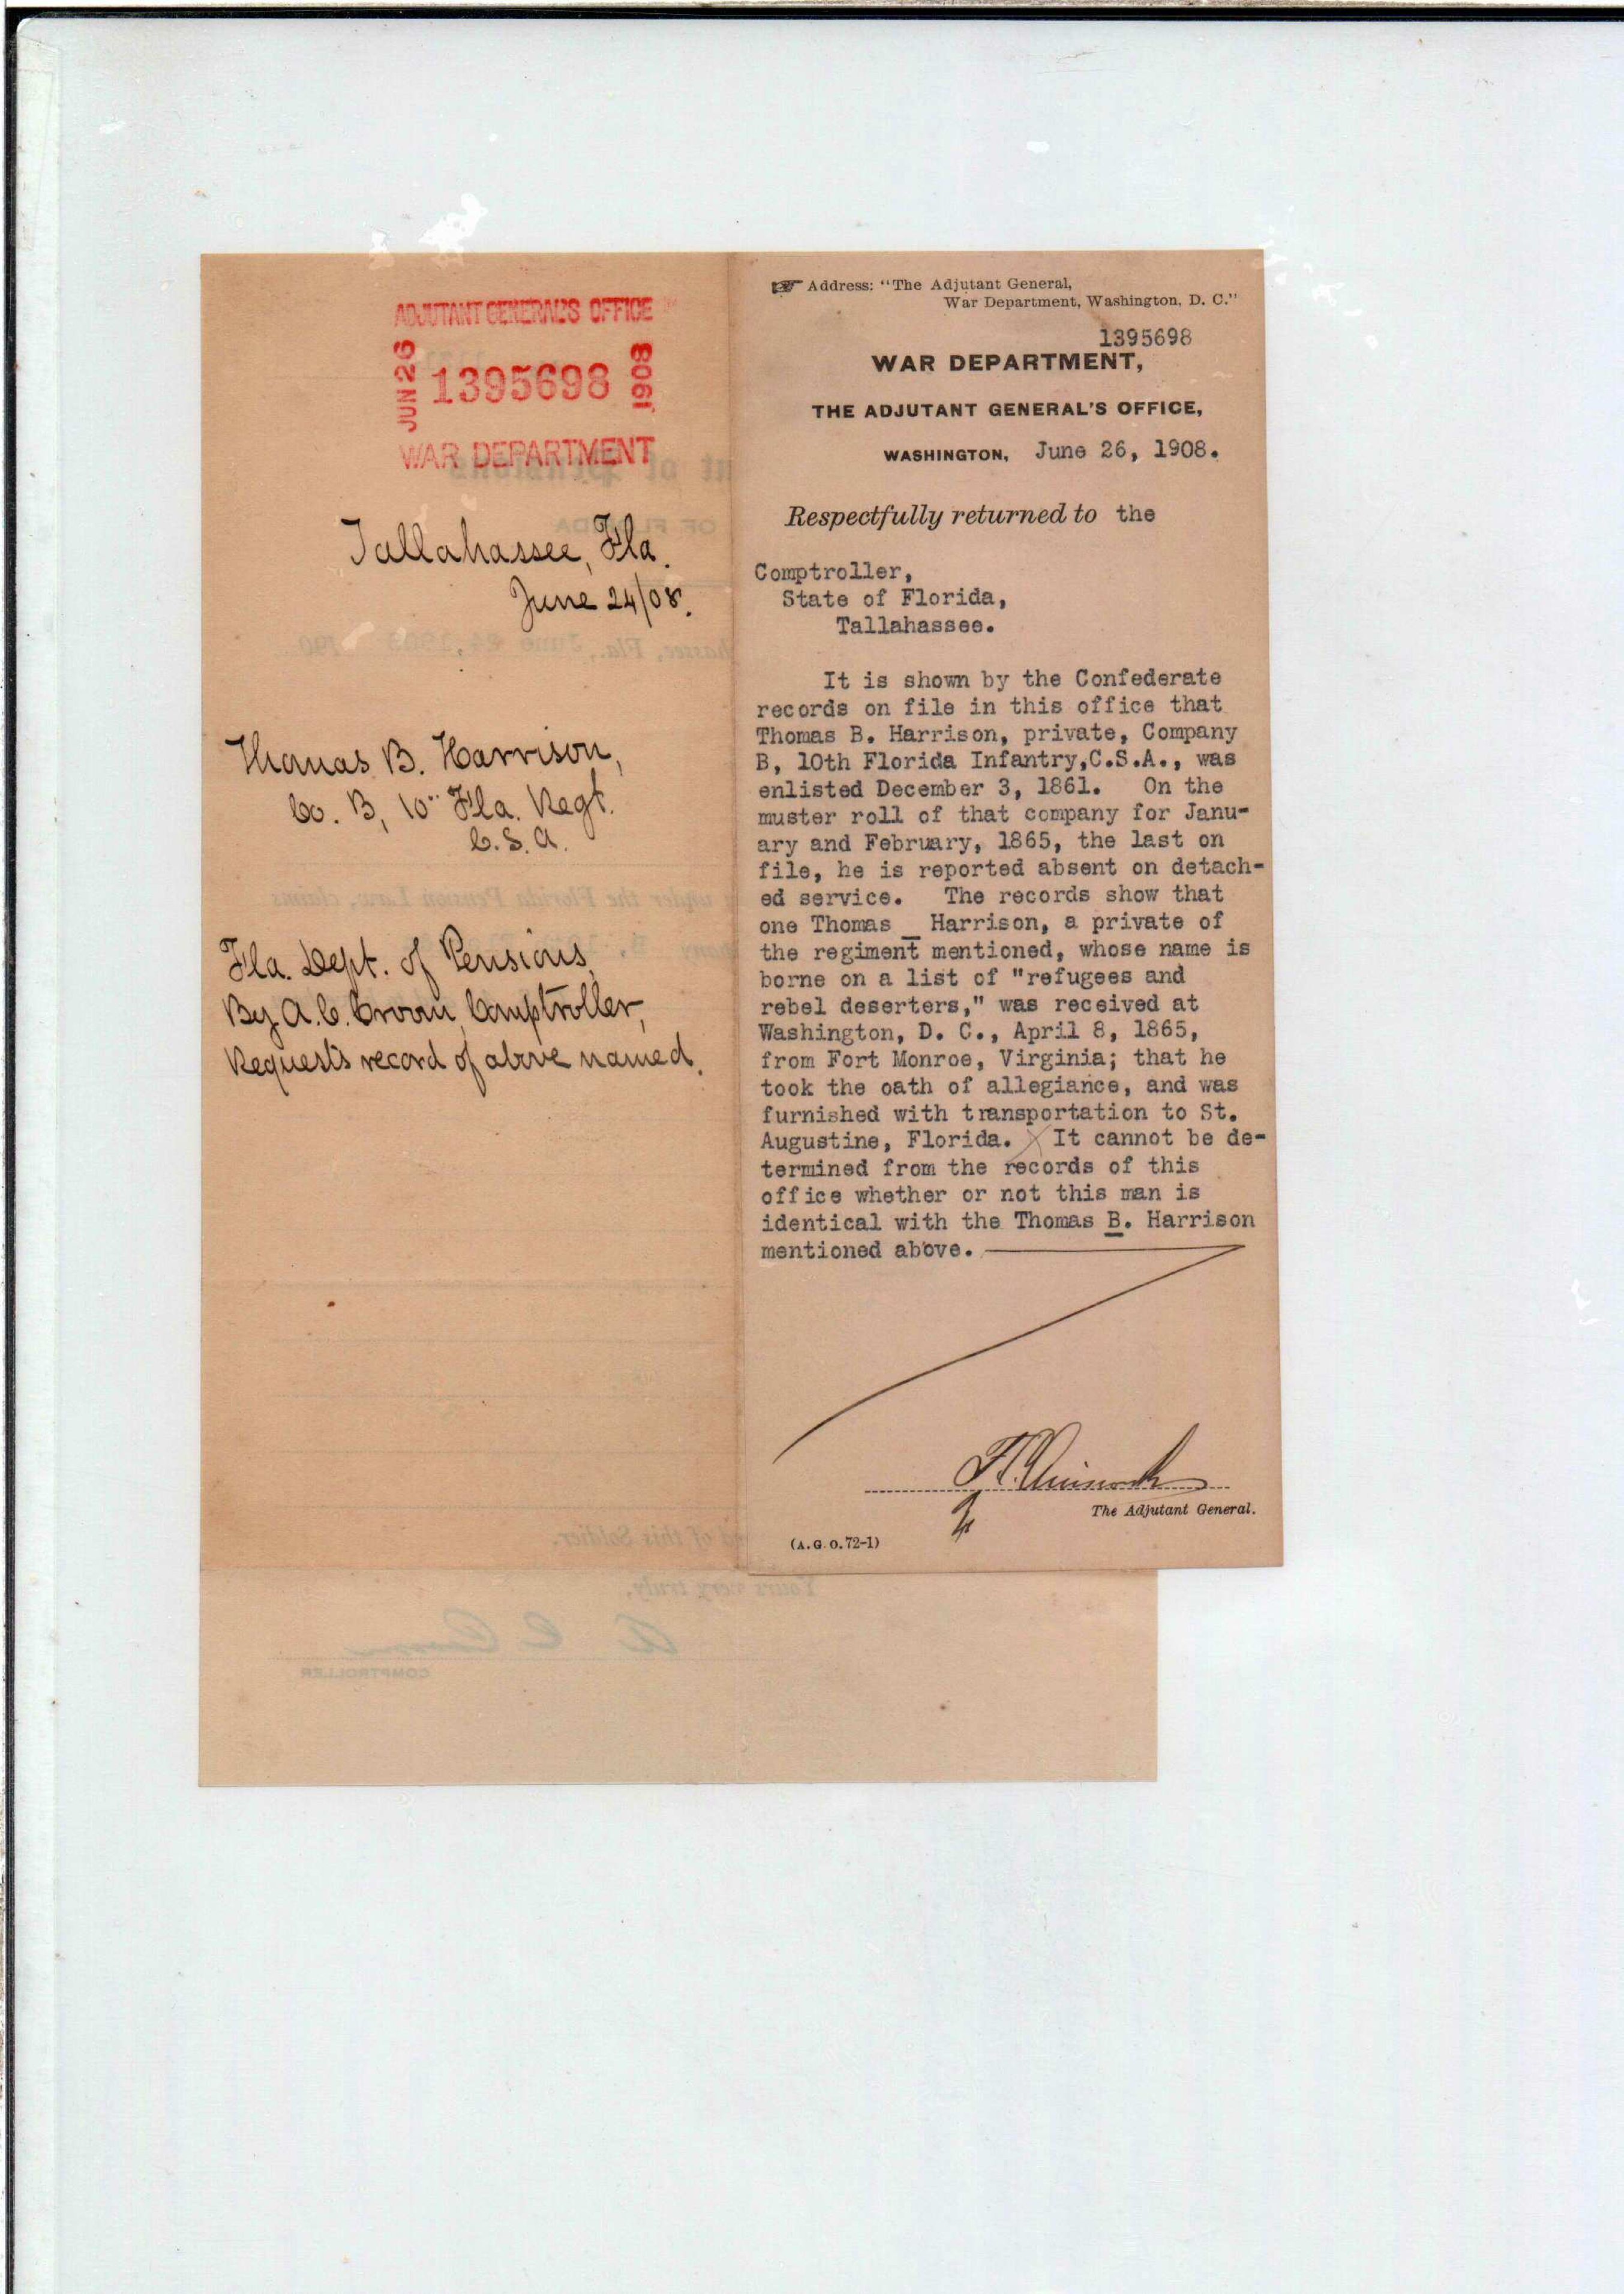 ADJUTANT GENERAL'S OFFICE
JUN 26 1395698 1908
WAR DEPARTMENT
Tallahassee, Fla.
June 24/08.
Thomas B. Harrison,
Co. B, 10" Fla. Regt.
C. S. A.
Fla. Dept. of Pensions,
By A. C. Croom, Comptroller,
Requests record of above named.
☞ Address: "The Adjutant General,
War Department, Washington, D. C."
1395698
WAR DEPARTMENT,
THE ADJUTANT GENERAL'S OFFICE,
WASHINGTON, June 26, 1908.
Respectfully returned to the
Comptroller,
State of Florida,
Tallahassee.
It is shown by the Confederate
records on file in this office that
Thomas B. Harrison, private, Company
B, 10th Florida Infantry,C.S.A., was
enlisted December 3, 1861. On the
muster roll of that company for Janu-
ary and February, 1865, the last on
file, he is reported absent on detach-
ed service. The records show that
one Thomas _ Harrison, a private of
the regiment mentioned, whose name is
borne on a list of "refugees and
rebel deserters," was received at
Washington, D. C., April 8, 1865,
from Fort Monroe, Virginia; that he
took the oath of allegiance, and was
furnished with transportation to St.
Augustine, Florida. It cannot be de-
termined from the records of this
office whether or not this man is
identical with the Thomas B. Harrison
mentioned above.
The Adjutant General.
(A. G. O. 72-1)
of this Soldier.
Yours very truly,
A C Croom
COMPTROLLER